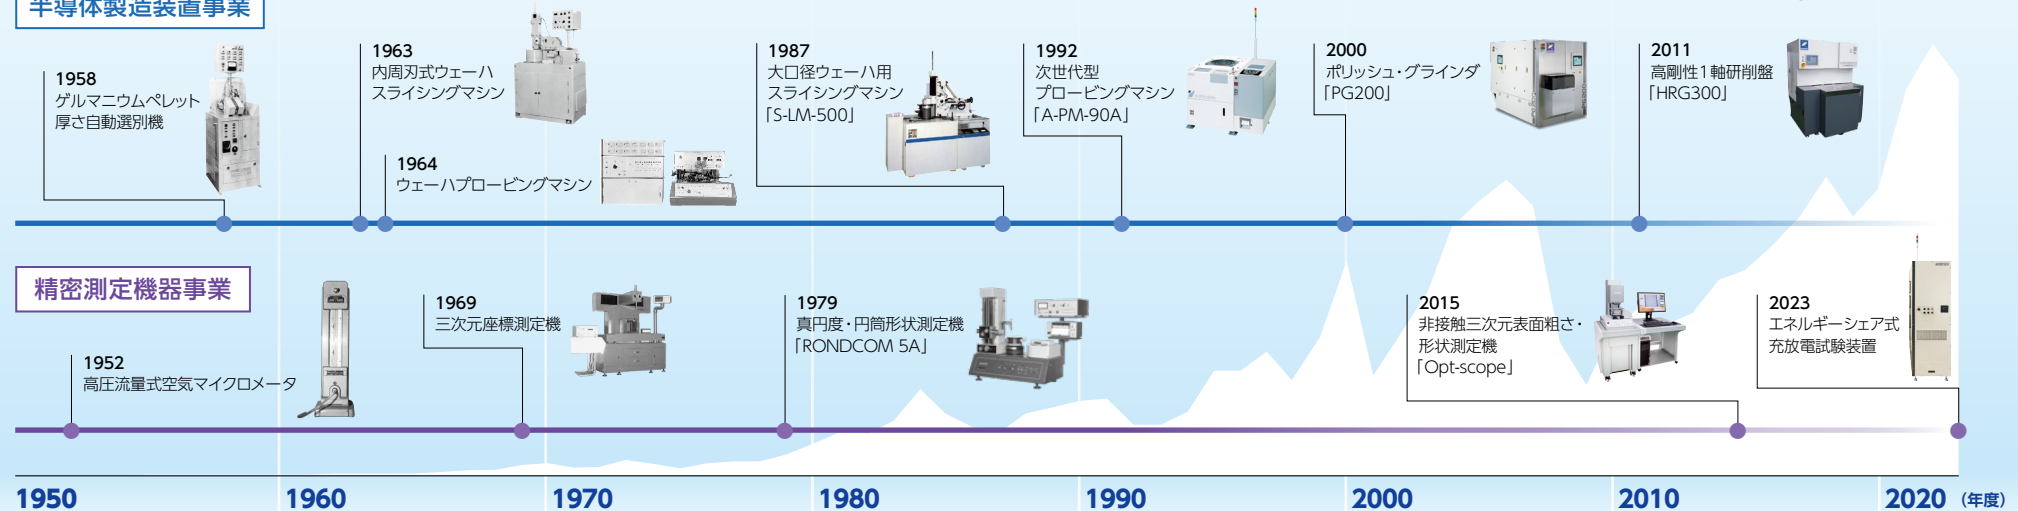 半導体製造装置事業
1958
ゲルマニウムペレット
厚さ自動選別機
1963
内周刃式ウェーハ
スライシングマシン
1964
ウェーハプロービングマシン
1987
大口径ウェーハ用
スライシングマシン
「S-LM-500」
1992
次世代型
プロービングマシン
「A-PM-90A」
2000
ポリッシュ・グラインダ
「PG200」
2011
高剛性1軸研削盤
「HRG300」
精密測定機器事業
1952
高圧流量式空気マイクロメータ
1969
三次元座標測定機
1979
真円度・円筒形状測定機
「RONDCOM 5A」
2015
非接触三次元表面粗さ・
形状測定機
「Opt-scope」
2023
エネルギーシェア式
充放電試験装置
1950 1960 1970 1980 1990 2000 2010 2020 (年度)